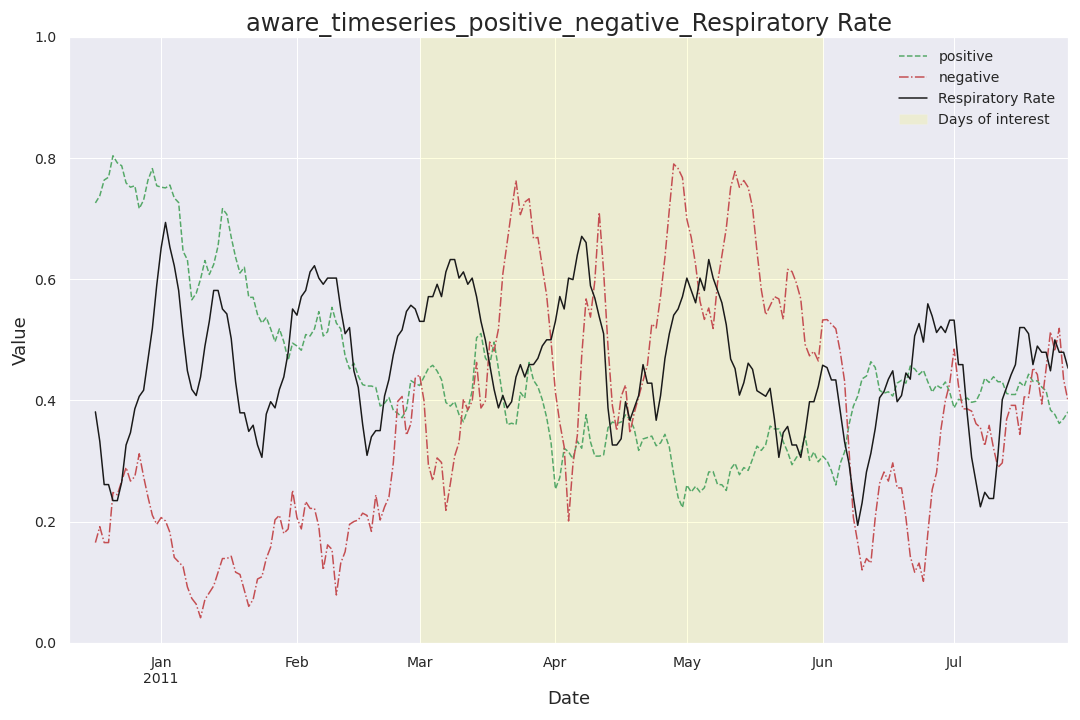 aware_timeseries_positive_negative_Respiratory Rate
1.0
0.8
0.6
0.4
0.2
0.0
Value
positive
negative
Respiratory Rate
Days of interest
Jan Feb Mar Apr May Jun Jul
2011
Date